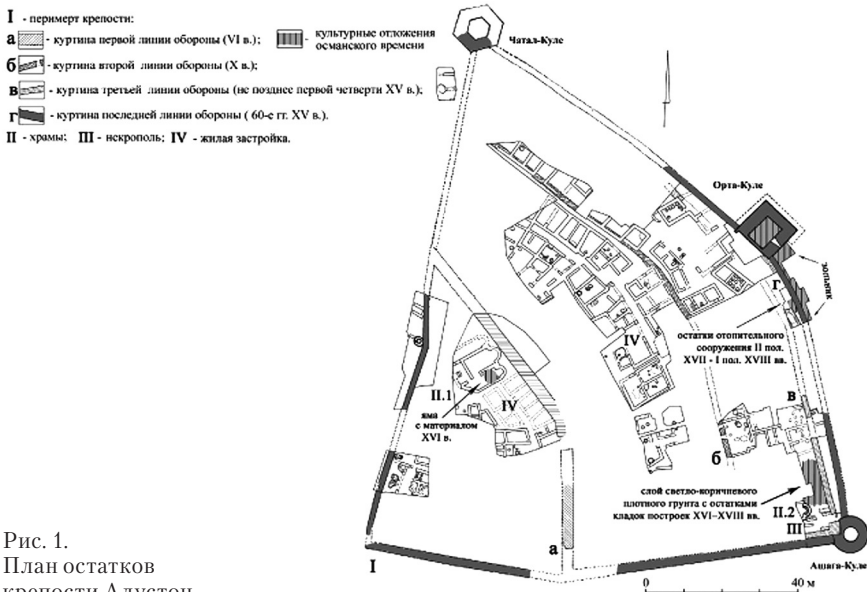 I - перимерт крепости:
а - куртина первой линии обороны (VI в.);
- культурные отложения
османского времени
б - куртина второй линии обороны (X в.);
в - куртина третьей линии обороны (не позднее первой четверти XV в.);
г - куртина последней линии обороны ( 60-е гг. XV в.).
II - храмы; III - некрополь; IV - жилая застройка.
Чатал-Куле
Орта-Куле
зольник
г
остатки отопительного
сооружения II пол.
XVII - I пол. XVIII вв.
IV
II.1
IV
яма
с материалом
XVI в.
в
б
слой светло-коричневого
плотного грунта с остатками
кладок построек XVI–XVIII вв.
II.2
III
а
I
Ашага-Куле
0 40 м
Рис. 1.
План остатков
крепости Алустон